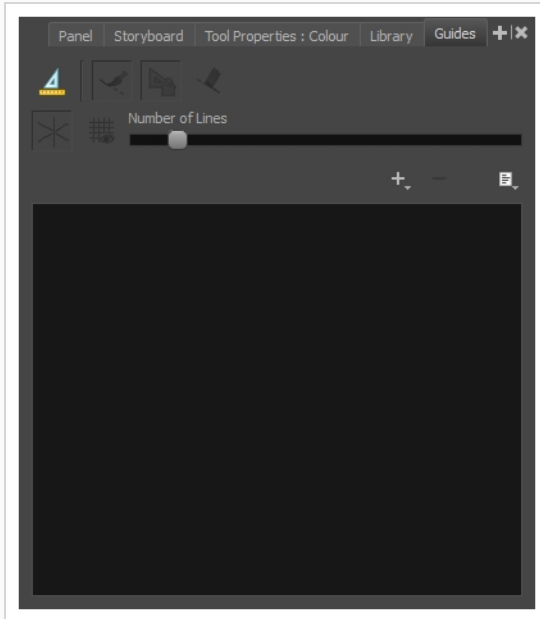 Panel Storyboard Tool Properties : Colour Library Guides
Number of Lines